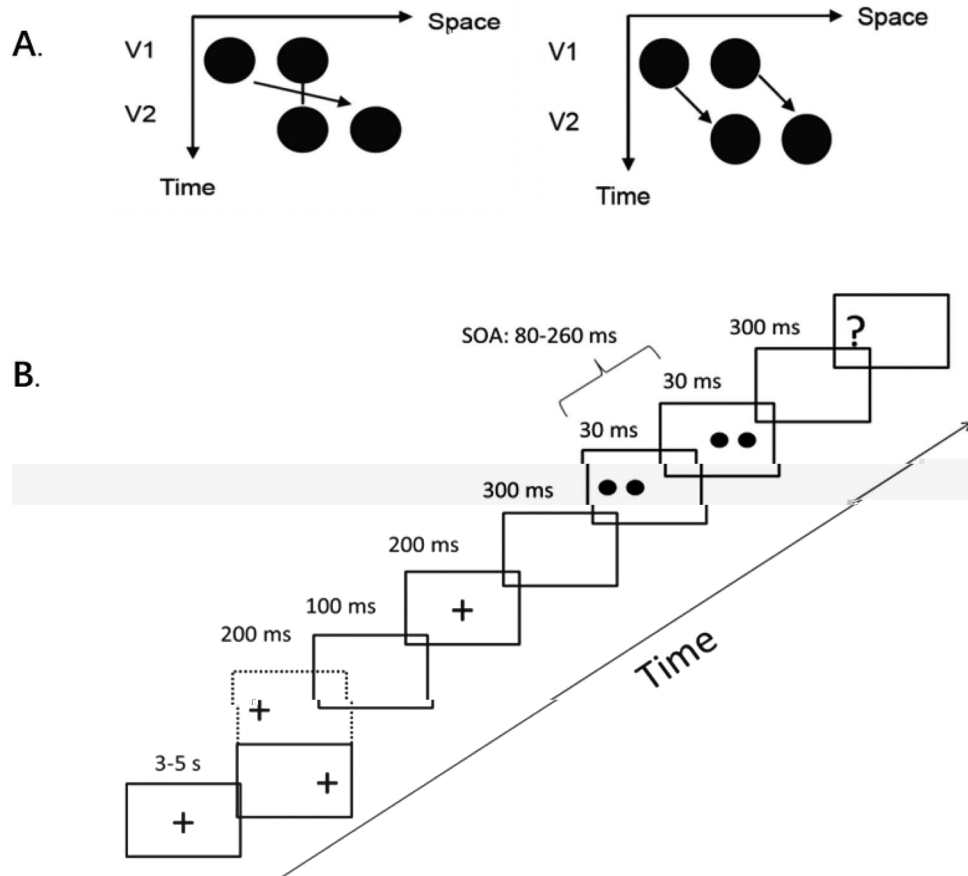 A.
Space
V1
V2
Time
Space
V1
V2
Time
B.
SOA: 80-260 ms
300 ms
?
30 ms
30 ms
300 ms
200 ms
100 ms
200 ms
3-5 s
Time